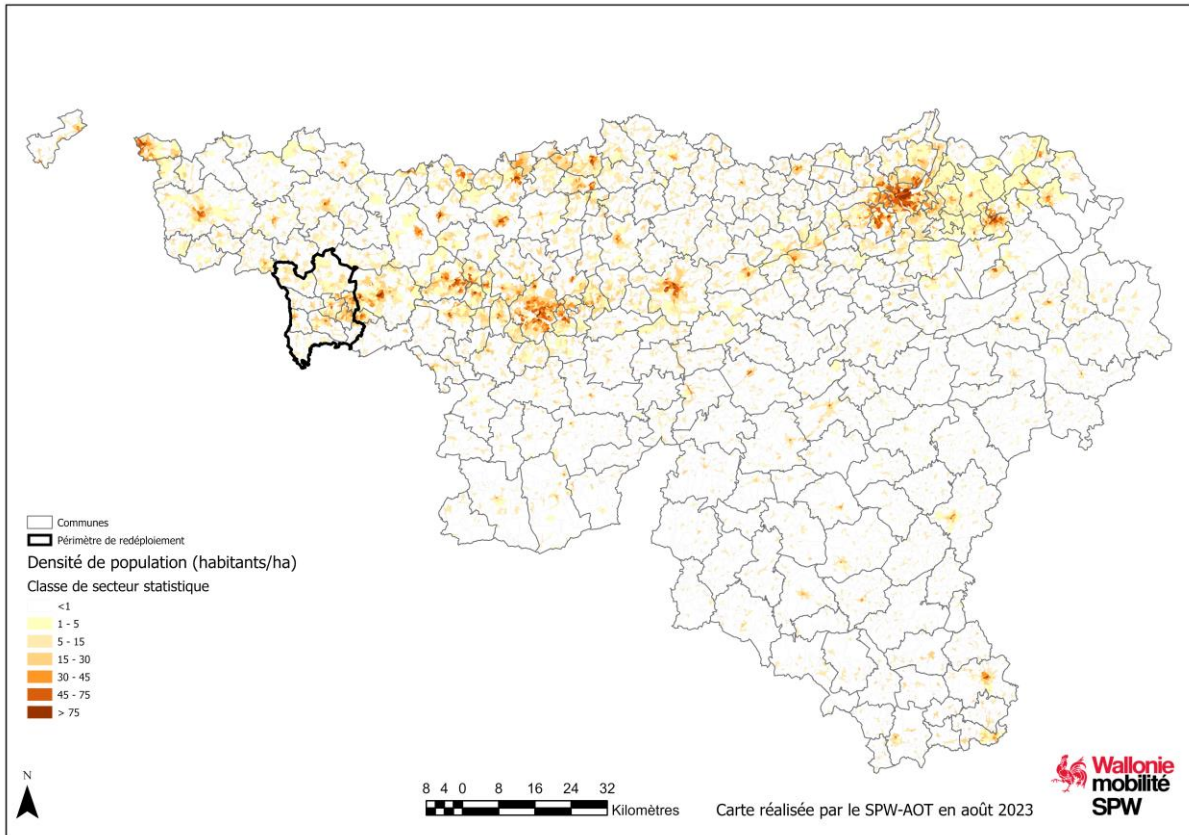 Communes
Périmètre de redéploiement
Densité de population (habitants/ha)
Classe de secteur statistique
<1
1 - 5
5 - 15
15 - 30
30 - 45
45 - 75
> 75
N
8 4 0 8 16 24 32
Kilomètres
Carte réalisée par le SPW-AOT en août 2023
Wallonie
mobilité
SPW